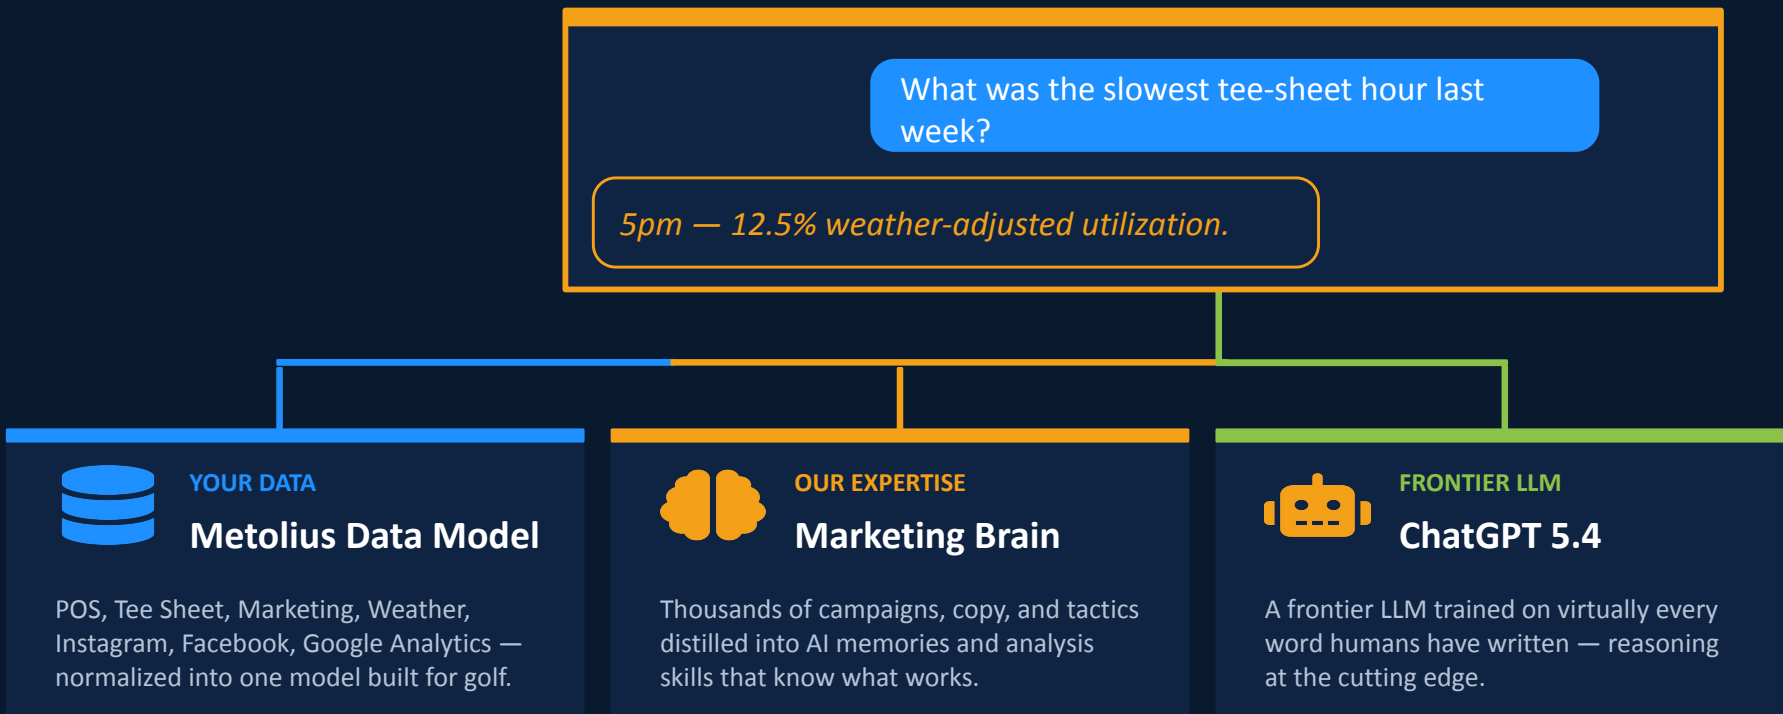 What was the slowest tee-sheet hour last
week?
5pm — 12.5% weather-adjusted utilization.
YOUR DATA
Metolius Data Model
POS, Tee Sheet, Marketing, Weather,
Instagram, Facebook, Google Analytics —
normalized into one model built for golf.
OUR EXPERTISE
Marketing Brain
Thousands of campaigns, copy, and tactics
distilled into AI memories and analysis
skills that know what works.
FRONTIER LLM
ChatGPT 5.4
A frontier LLM trained on virtually every
word humans have written — reasoning
at the cutting edge.